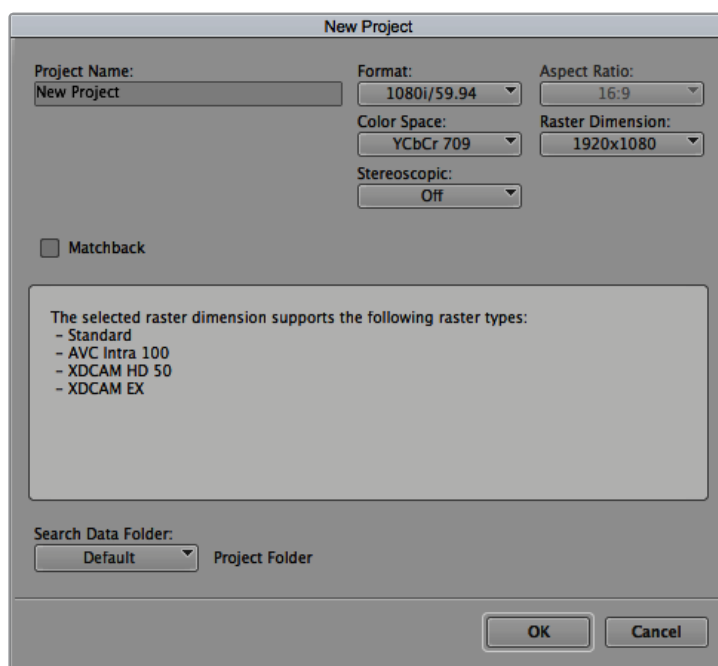 New Project
Project Name:
New Project
Format:
1080i/59.94
Aspect Ratio:
16:9
Color Space:
YCbCr 709
Raster Dimension:
1920x1080
Stereoscopic:
Off
Matchback
The selected raster dimension supports the following raster types:
– Standard
– AVC Intra 100
– XDCAM HD 50
– XDCAM EX
Search Data Folder:
Default
Project Folder
OK
Cancel